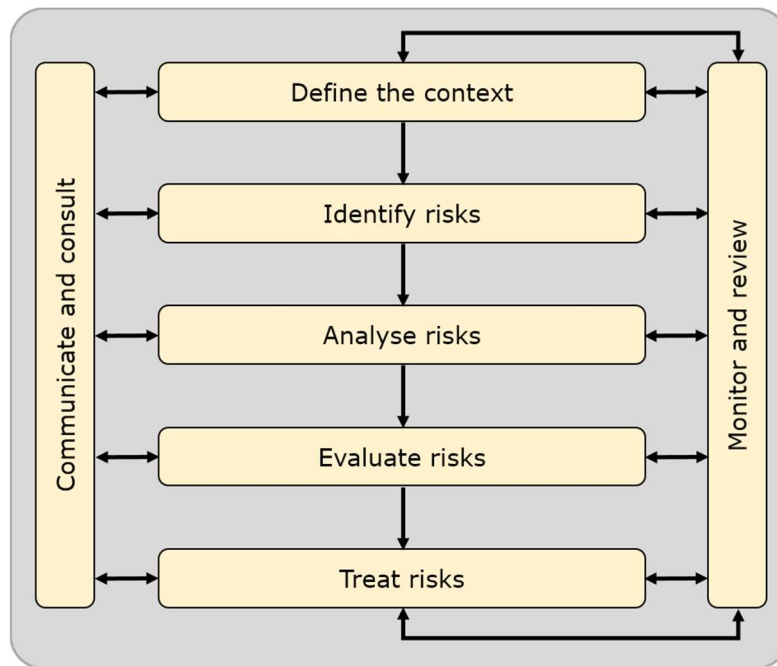 Define the context
Communicate and consult
Identify risks
Analyse risks
Evaluate risks
Treat risks
Monitor and review